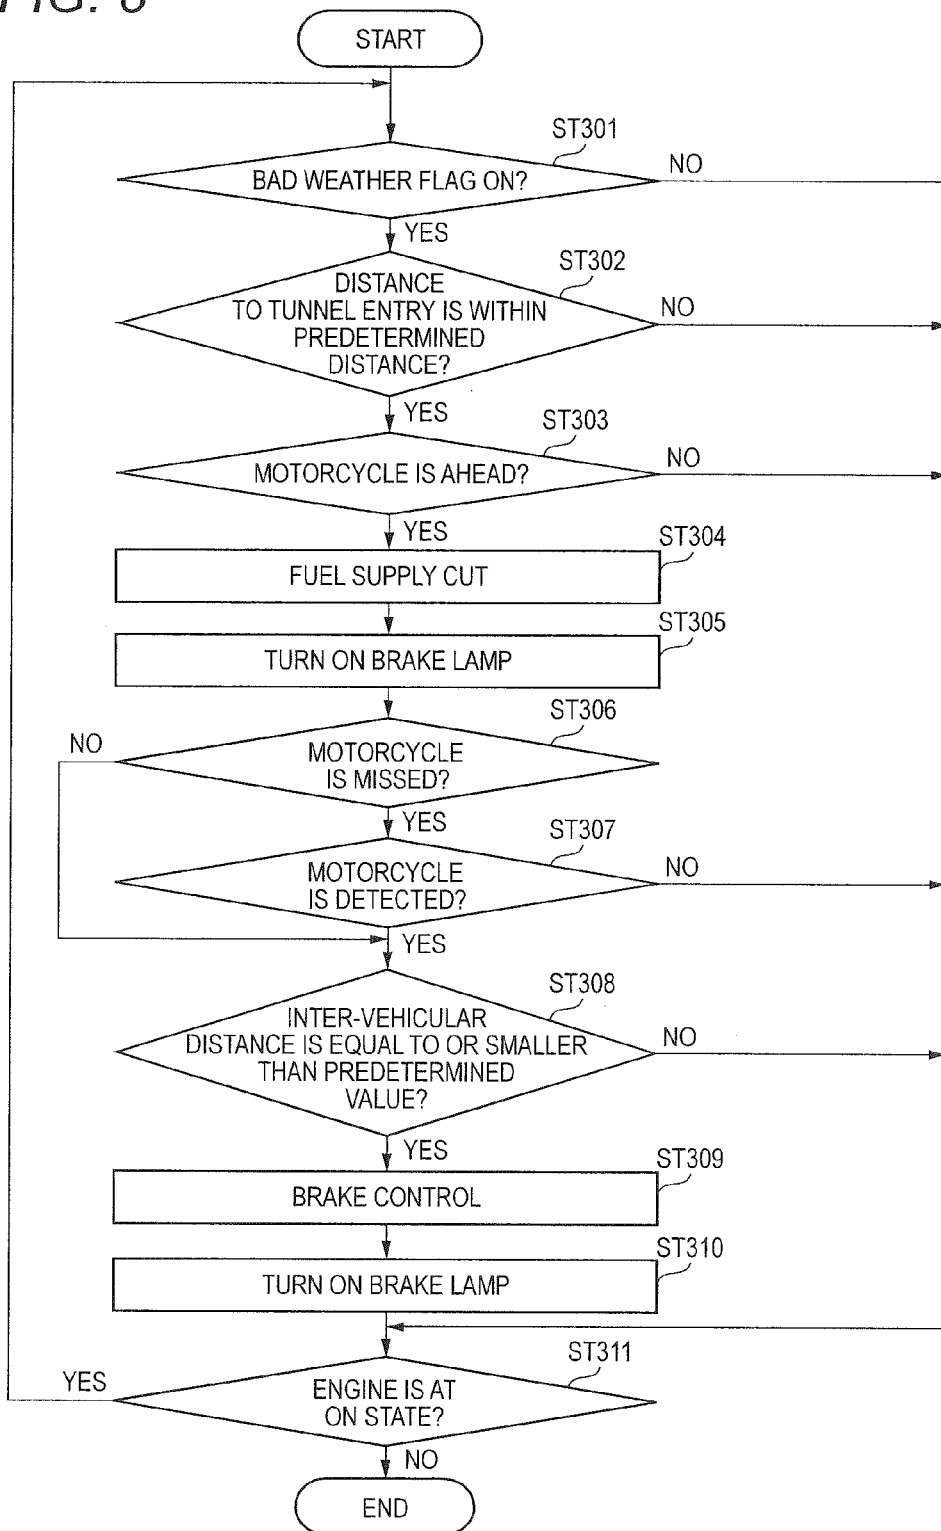 FIG.
START
ST301
BAD WEATHER FLAG ON?
NO
YES
ST302
DISTANCE
TO TUNNEL ENTRY IS WITHIN
PREDETERMINED
DISTANCE?
NO
YES
ST303
MOTORCYCLE IS AHEAD?
NO
YES
ST304
FUEL SUPPLY CUT
ST305
TURN ON BRAKE LAMP
ST306
NO
MOTORCYCLE
IS MISSED?
YES
ST307
MOTORCYCLE
IS DETECTED?
NO
YES
ST308
INTER-VEHICULAR
DISTANCE IS EQUAL TO OR SMALLER
THAN PREDETERMINED
VALUE?
NO
YES
ST309
BRAKE CONTROL
ST310
TURN ON BRAKE LAMP
ST311
YES
ENGINE IS AT
ON STATE?
NO
END